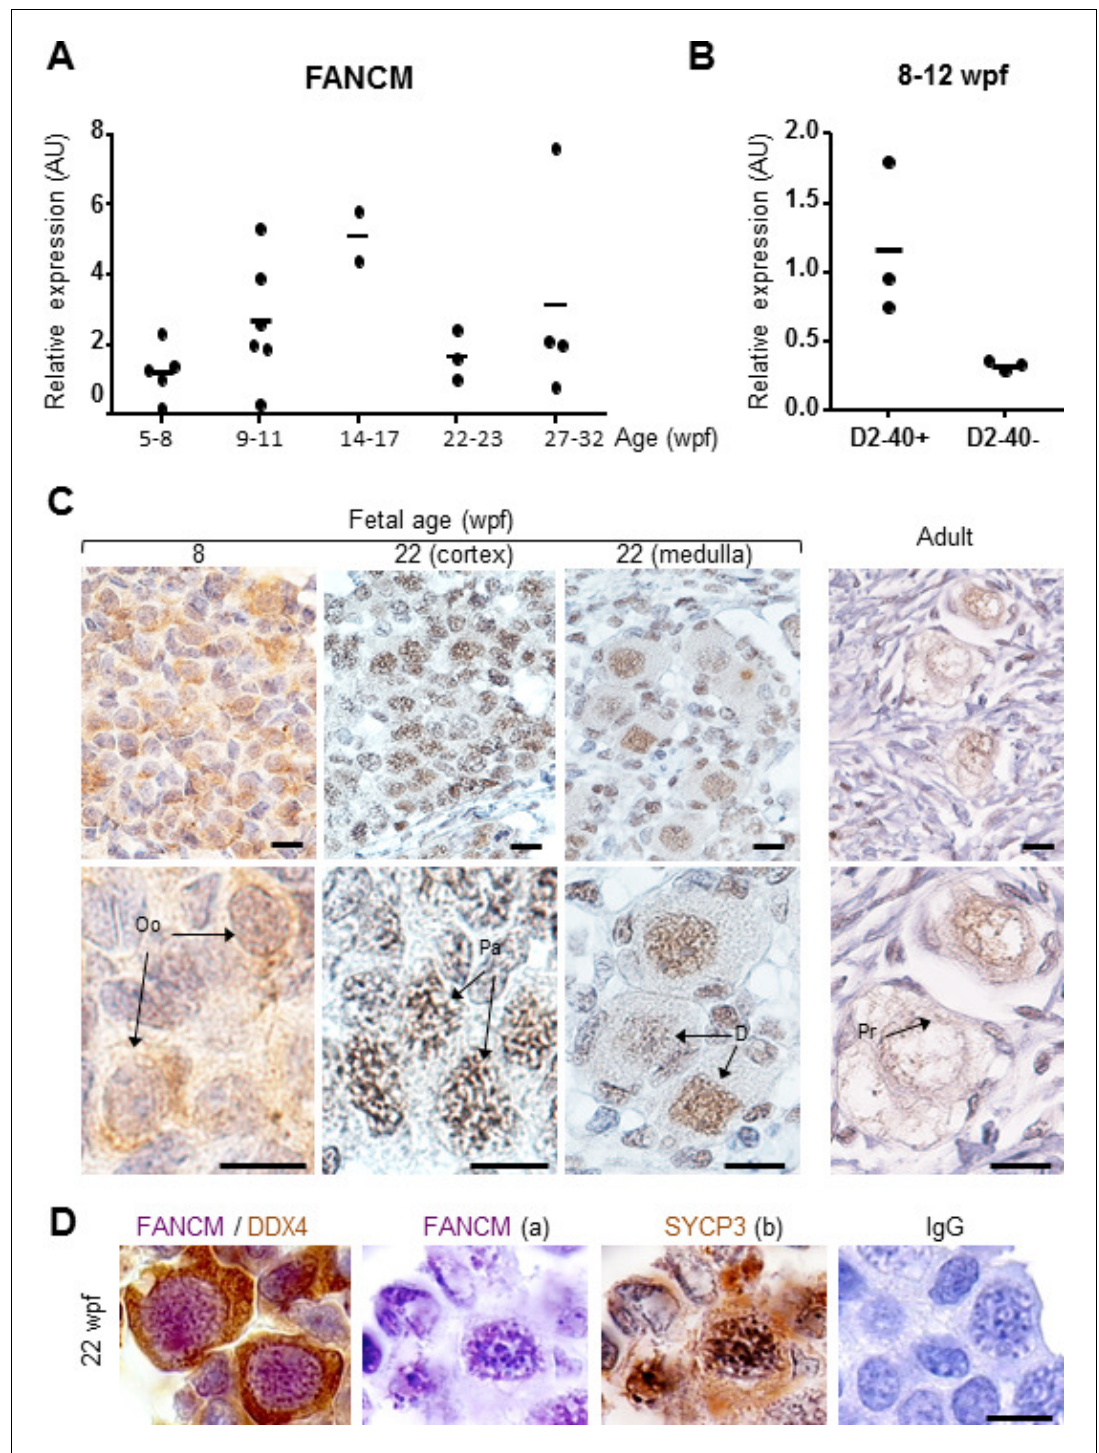 A
FANCM
Relative expression (AU)
8
6
4
2
0
5-8 9-11 14-17 22-23 27-32 Age (wpf)
B
8-12 wpf
Relative expression (AU)
2.0
1.5
1.0
0.5
0.0
D2-40+ D2-40-
C
Fetal age (wpf)
8 22 (cortex) 22 (medulla) Adult
Oo
Pa
D
Pr
D
FANCM / DDX4 FANCM (a) SYCP3 (b) IgG
22 wpf